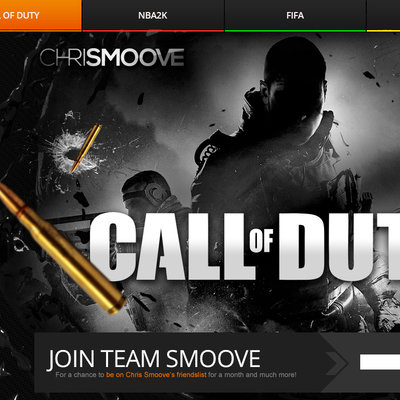 L OF DUTY
NBA2K
FIFA
CHRISMOOVE
CALL OF DUT
JOIN TEAM SMOOVE
For a chance to be on Chris Smoove's friendslist for a month and much more!